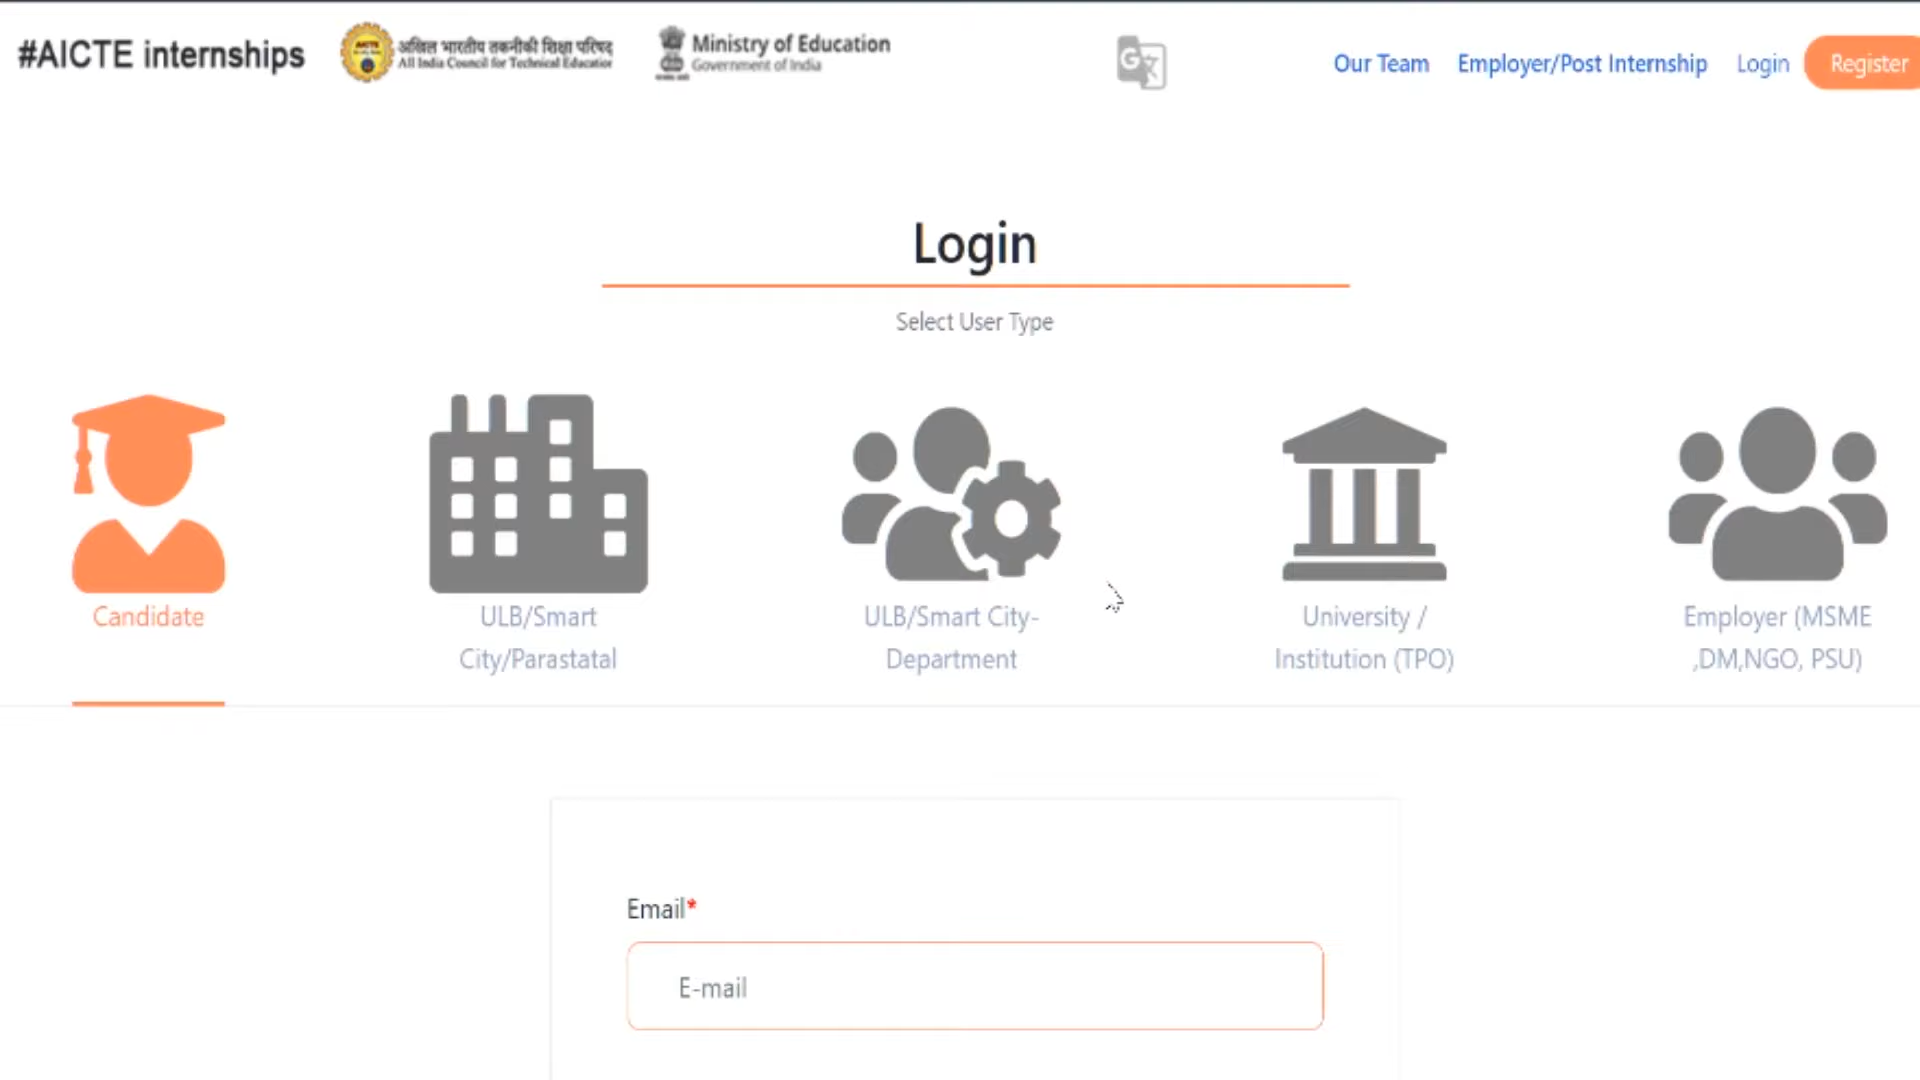 #AICTE internships
AICTE
अखिल भारतीय तकनीकी शिक्षा परिषद
All India Council for Technical Education
Ministry of Education
Government of India
Our Team
Employer/Post Internship
Login
Register
Login
Select User Type
Candidate
ULB/Smart
City/Parastatal
ULB/Smart City-
Department
University /
Institution (TPO)
Employer (MSME
,DM,NGO, PSU)
Email*
E-mail